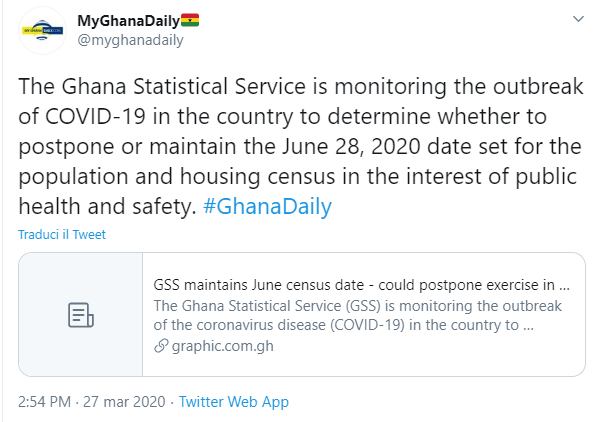 MyGhanaDaily🇬🇭
@myghanadaily
The Ghana Statistical Service is monitoring the outbreak
of COVID-19 in the country to determine whether to
postpone or maintain the June 28, 2020 date set for the
population and housing census in the interest of public
health and safety. #GhanaDaily
Traduci il Tweet
GSS maintains June census date - could postpone exercise in ...
The Ghana Statistical Service (GSS) is monitoring the outbreak
of the coronavirus disease (COVID-19) in the country to ...
graphic.com.gh
2:54 PM · 27 mar 2020 · Twitter Web App